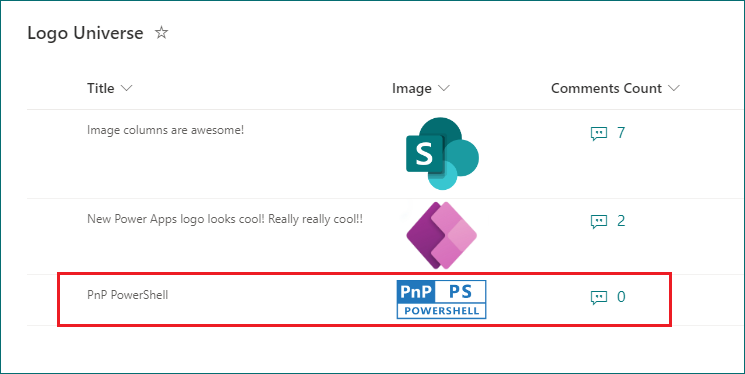 Logo Universe
Title Image Comments Count
Image columns are awesome! S 7
New Power Apps logo looks cool! Really really cool!! 2
PnP PowerShell PnP PS 0
POWERSHELL